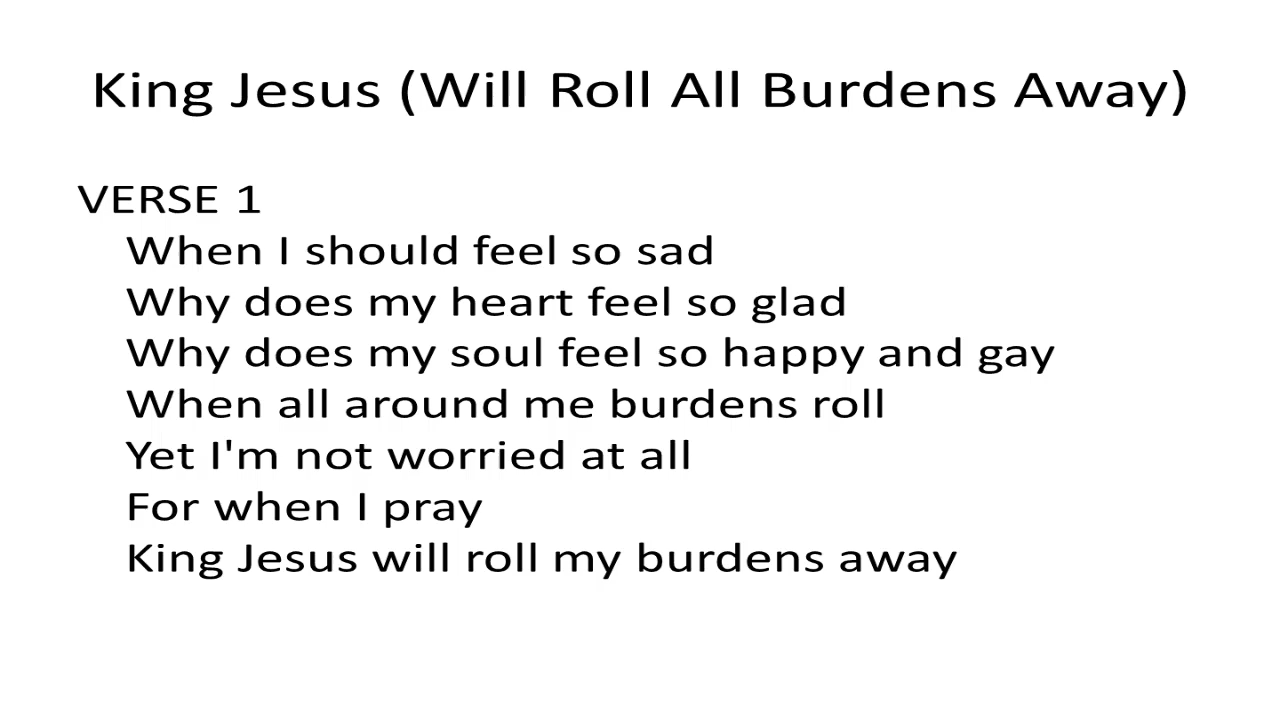 King Jesus (Will Roll All Burdens Away)
VERSE 1
When I should feel so sad
Why does my heart feel so glad
Why does my soul feel so happy and gay
When all around me burdens roll
Yet I'm not worried at all
For when I pray
King Jesus will roll my burdens away